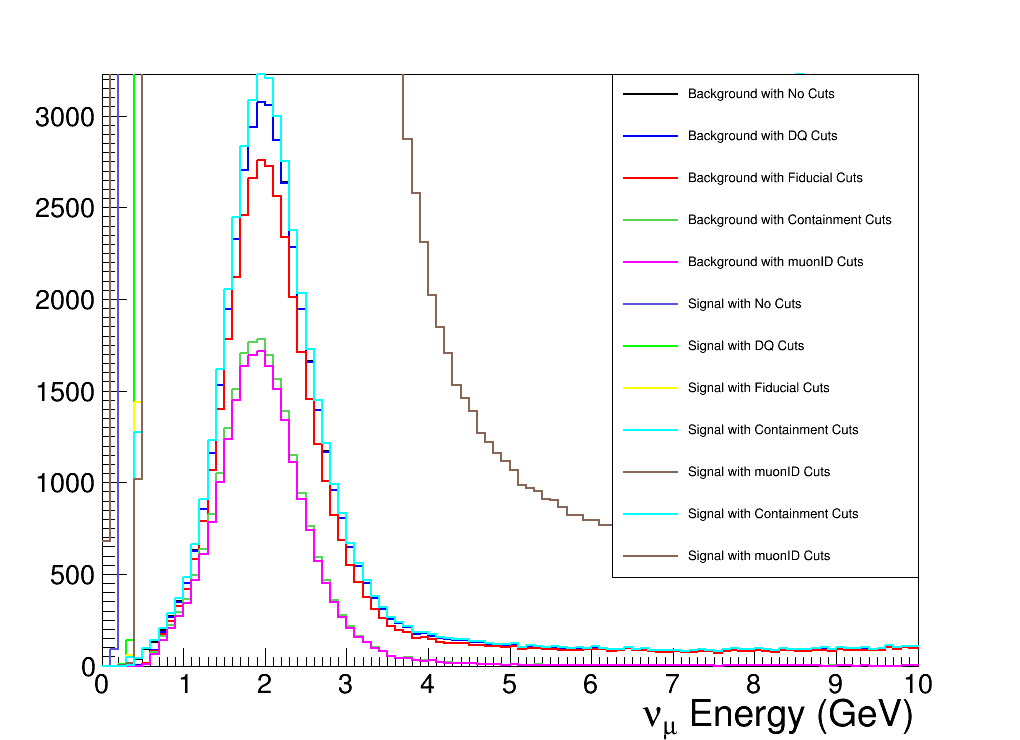 3000
2500
2000
1500
1000
500
0
0 1 2 3 4 5 6 7 8 9 10
νμ Energy (GeV)
Background with No Cuts
Background with DQ Cuts
Background with Fiducial Cuts
Background with Containment Cuts
Background with muonID Cuts
Signal with No Cuts
Signal with DQ Cuts
Signal with Fiducial Cuts
Signal with Containment Cuts
Signal with muonID Cuts
Signal with Containment Cuts
Signal with muonID Cuts